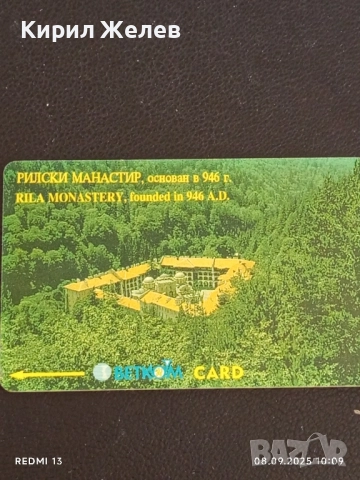 Кирил Желев
РИЛСКИ МАНАСТИР, основан в 946 г.
RILA MONASTERY, founded in 946 A.D.
BETKOM CARD
REDMI 13
08.09.2025 10:09
BAZAR